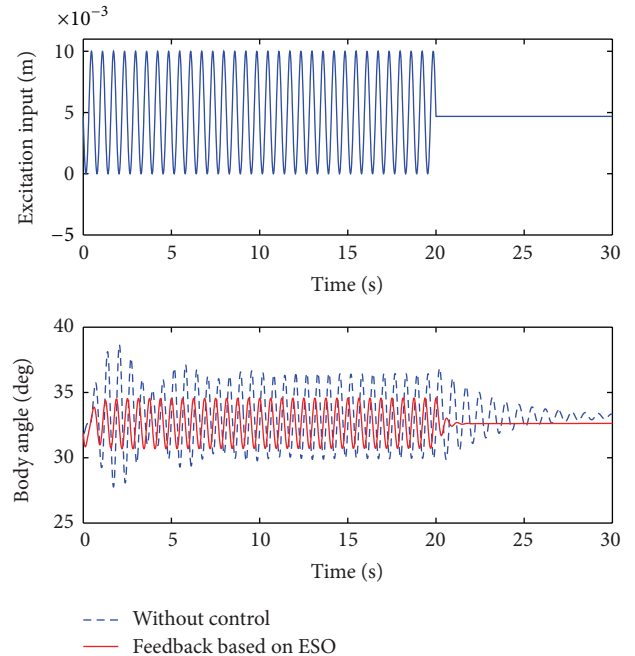 ×10⁻³
10
5
0
−5
Excitation input (m)
0 5 10 15 20 25 30
Time (s)
40
35
30
25
Body angle (deg)
0 5 10 15 20 25 30
Time (s)
Without control
Feedback based on ESO